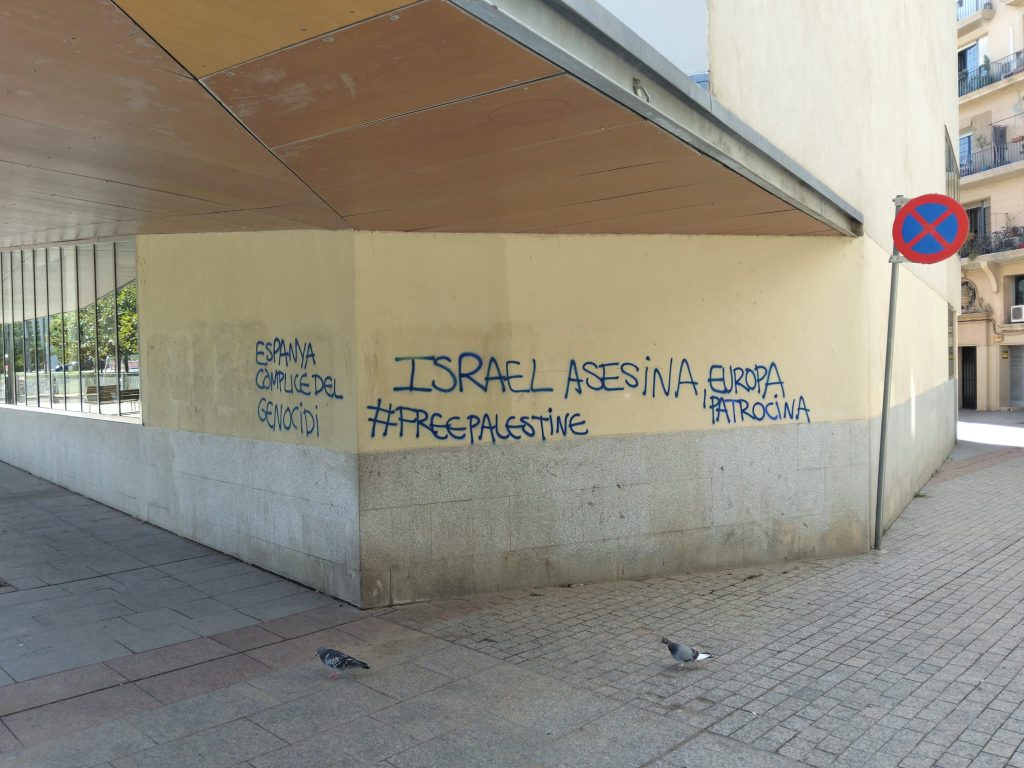 ESPANYA
CÒMPLICE DEL
GENOCIDI
ISRAEL ASESINA,
#FREEPALESTINE
EUROPA
PATROCINA